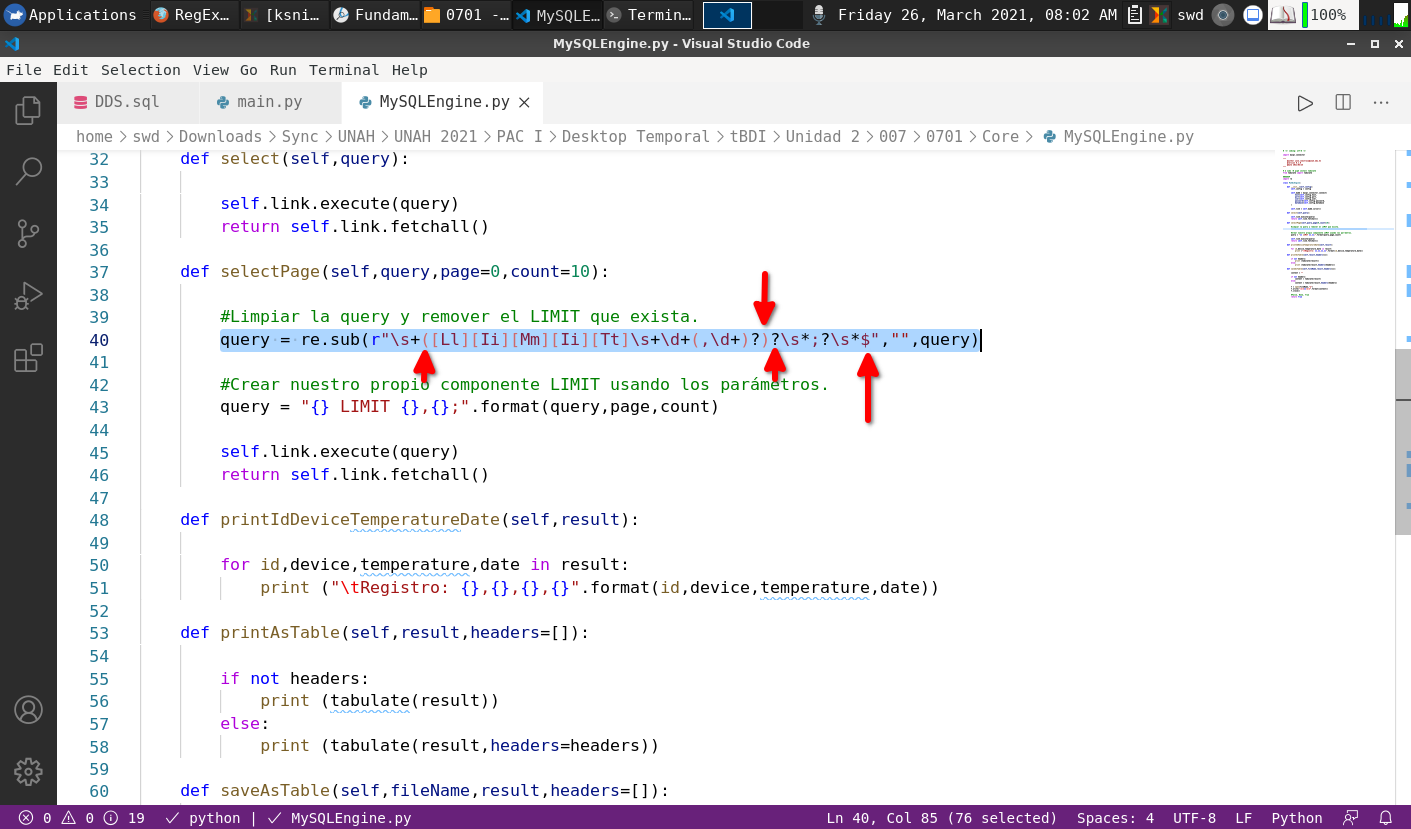 Applications RegEx... [ksni... Fundam... 0701 -... MySQLE... Termin... Friday 26, March 2021, 08:02 AM swd 100%
MySQLEngine.py - Visual Studio Code
File Edit Selection View Go Run Terminal Help
DDS.sql main.py MySQLEngine.py
home > swd > Downloads > Sync > UNAH > UNAH 2021 > PAC I > Desktop Temporal > tBDI > Unidad 2 > 007 > 0701 > Core > MySQLEngine.py
32 def select(self,query):
33
34 self.link.execute(query)
35 return self.link.fetchall()
36
37 def selectPage(self,query,page=0,count=10):
38
39 #Limpiar la query y remover el LIMIT que exista.
40 query = re.sub(r"\s+([Ll][Ii][Mm][Ii][Tt]\s+\d+(,\d+)?)?\s*;?\s*$","",query)
41
42 #Crear nuestro propio componente LIMIT usando los parámetros.
43 query = "{} LIMIT {},{};".format(query,page,count)
44
45 self.link.execute(query)
46 return self.link.fetchall()
47
48 def printIdDeviceTemperatureDate(self,result):
49
50 for id,device,temperature,date in result:
51 print ("\tRegistro: {},{},{},{}".format(id,device,temperature,date))
52
53 def printAsTable(self,result,headers=[]):
54
55 if not headers:
56 print (tabulate(result))
57 else:
58 print (tabulate(result,headers=headers))
59
60 def saveAsTable(self,fileName,result,headers=[]):
0 0 19 python | MySQLEngine.py Ln 40, Col 85 (76 selected) Spaces: 4 UTF-8 LF Python